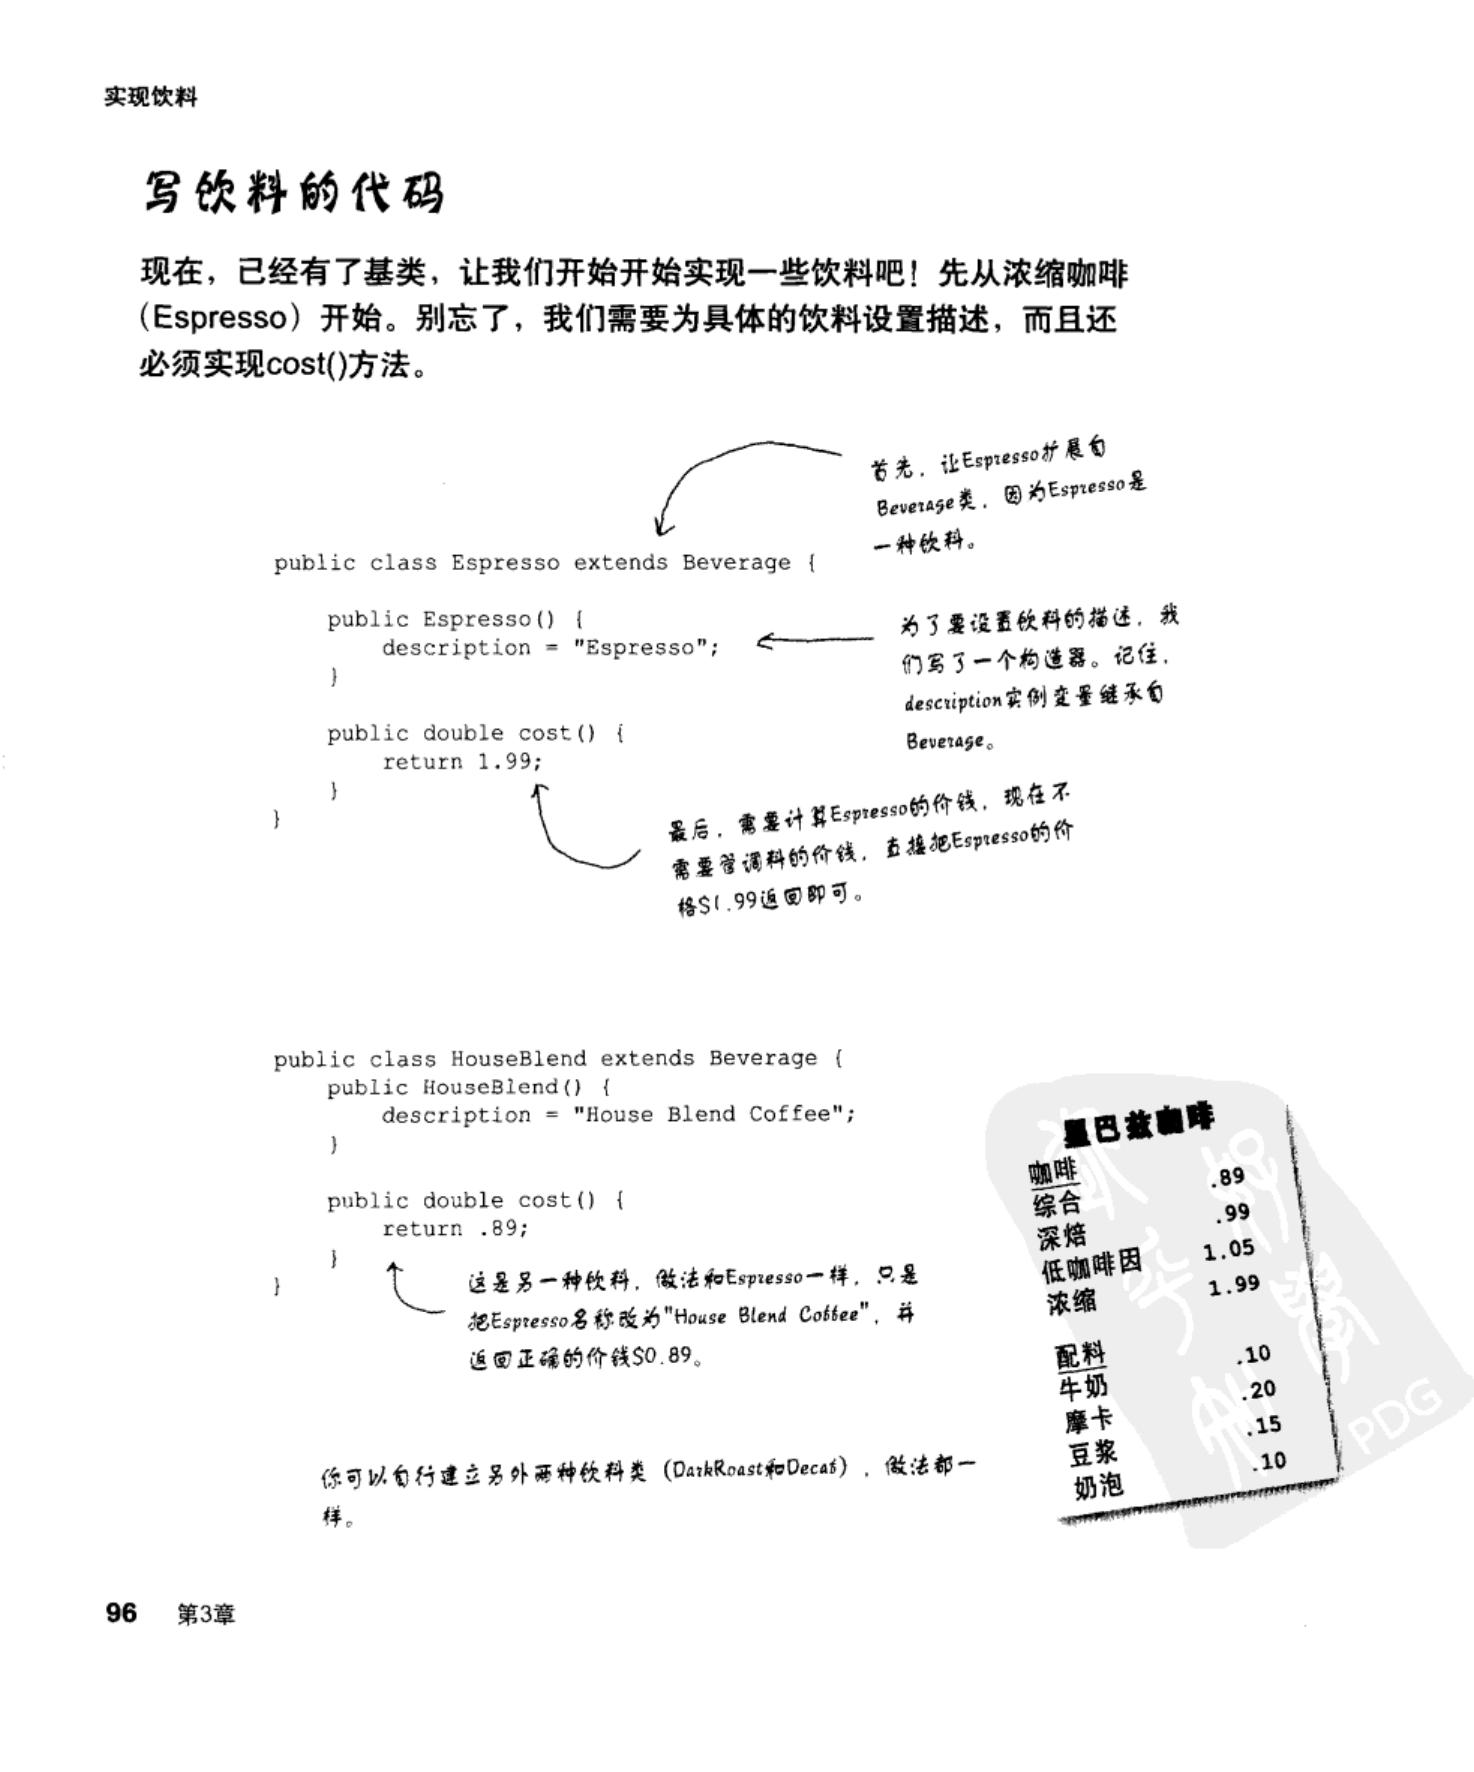 实现饮料
写饮料的代码
现在，已经有了基类，让我们开始开始实现一些饮料吧！先从浓缩咖啡
（Espresso）开始。别忘了，我们需要为具体的饮料设置描述，而且还
必须实现cost()方法。
首先，让Espresso扩展自
Beverage类，因为Espresso是
一种饮料。
public class Espresso extends Beverage {
public Espresso() {
description = "Espresso";
}
为了要设置饮料的描述，我
们写了一个构造器。记住，
description实例变量继承自
Beverage。
public double cost() {
return 1.99;
}
}
最后，需要计算Espresso的价钱，现在不
需要管调料的价钱，直接把Espresso的价
格$1.99返回即可。
public class HouseBlend extends Beverage {
public HouseBlend() {
description = "House Blend Coffee";
}
public double cost() {
return .89;
}
}
这是另一种饮料，做法和Espresso一样，只是
把Espresso名称改为"House Blend Coffee"，并
返回正确的价钱$0.89。
你可以自行建立另外两种饮料类（DarkRoast和Decaf），做法都一
样。
星巴兹咖啡
咖啡
综合 .89
深焙 .99
低咖啡因 1.05
浓缩 1.99
配料
牛奶 .10
摩卡 .20
豆浆 .15
奶泡 .10
PDG
96 第3章